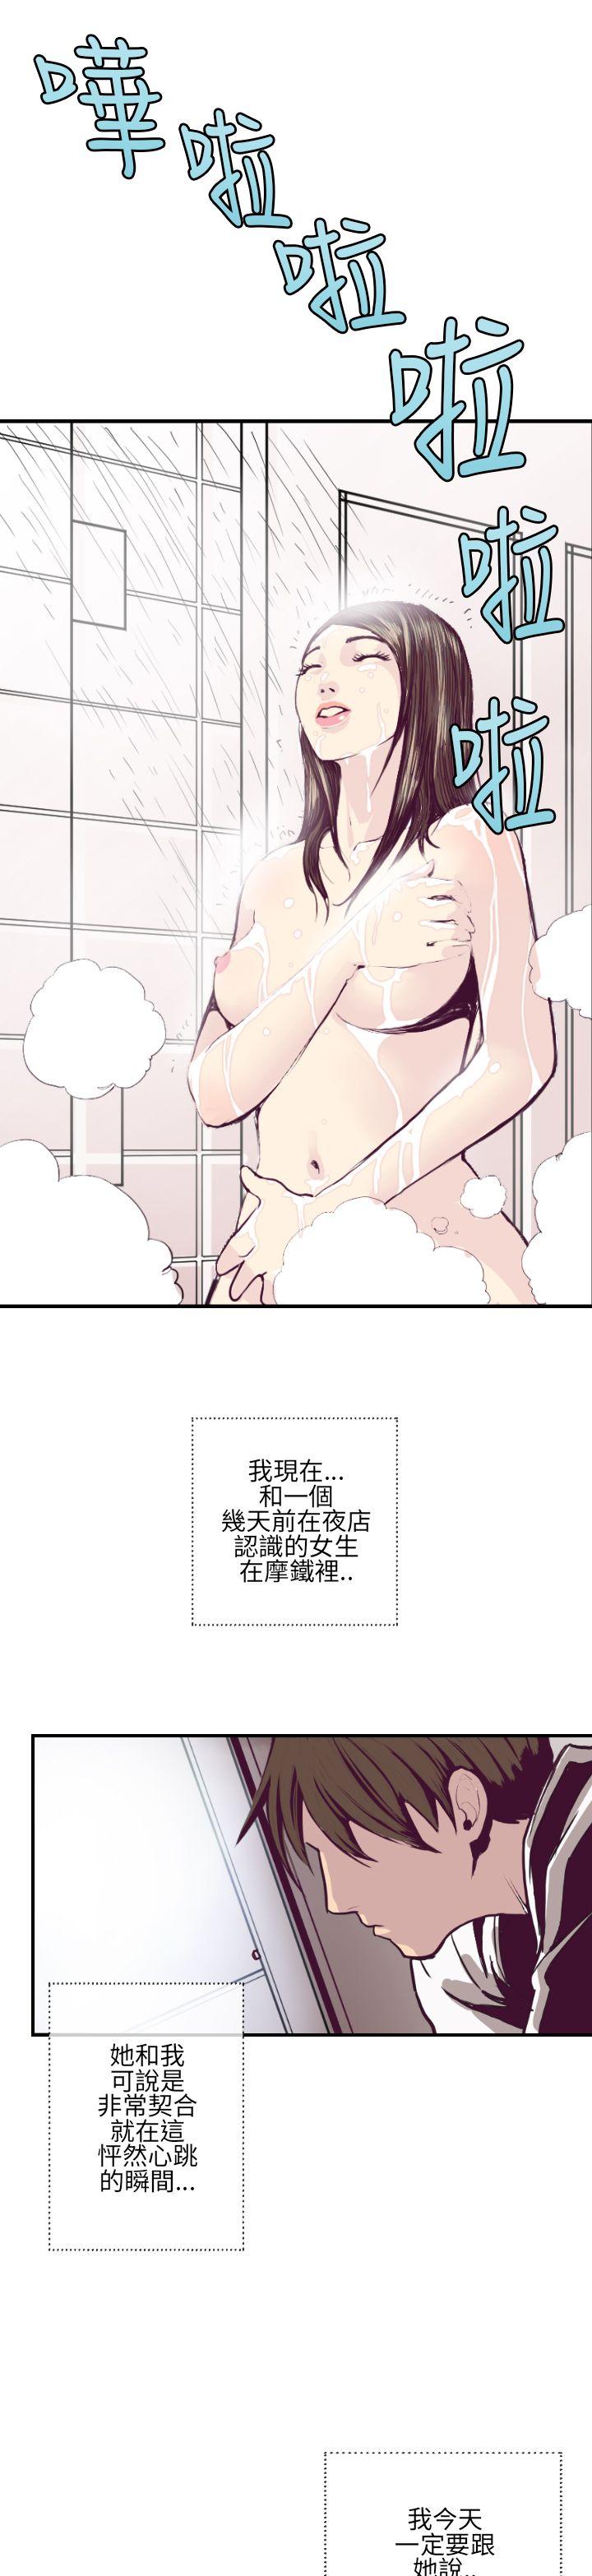 嘩啦啦啦啦啦
我現在...
和一個
幾天前在夜店
認識的女生
在摩鐵裡..
她和我
可說是
非常契合
就在這
怦然心跳
的瞬間...
我今天
一定要跟
她說..